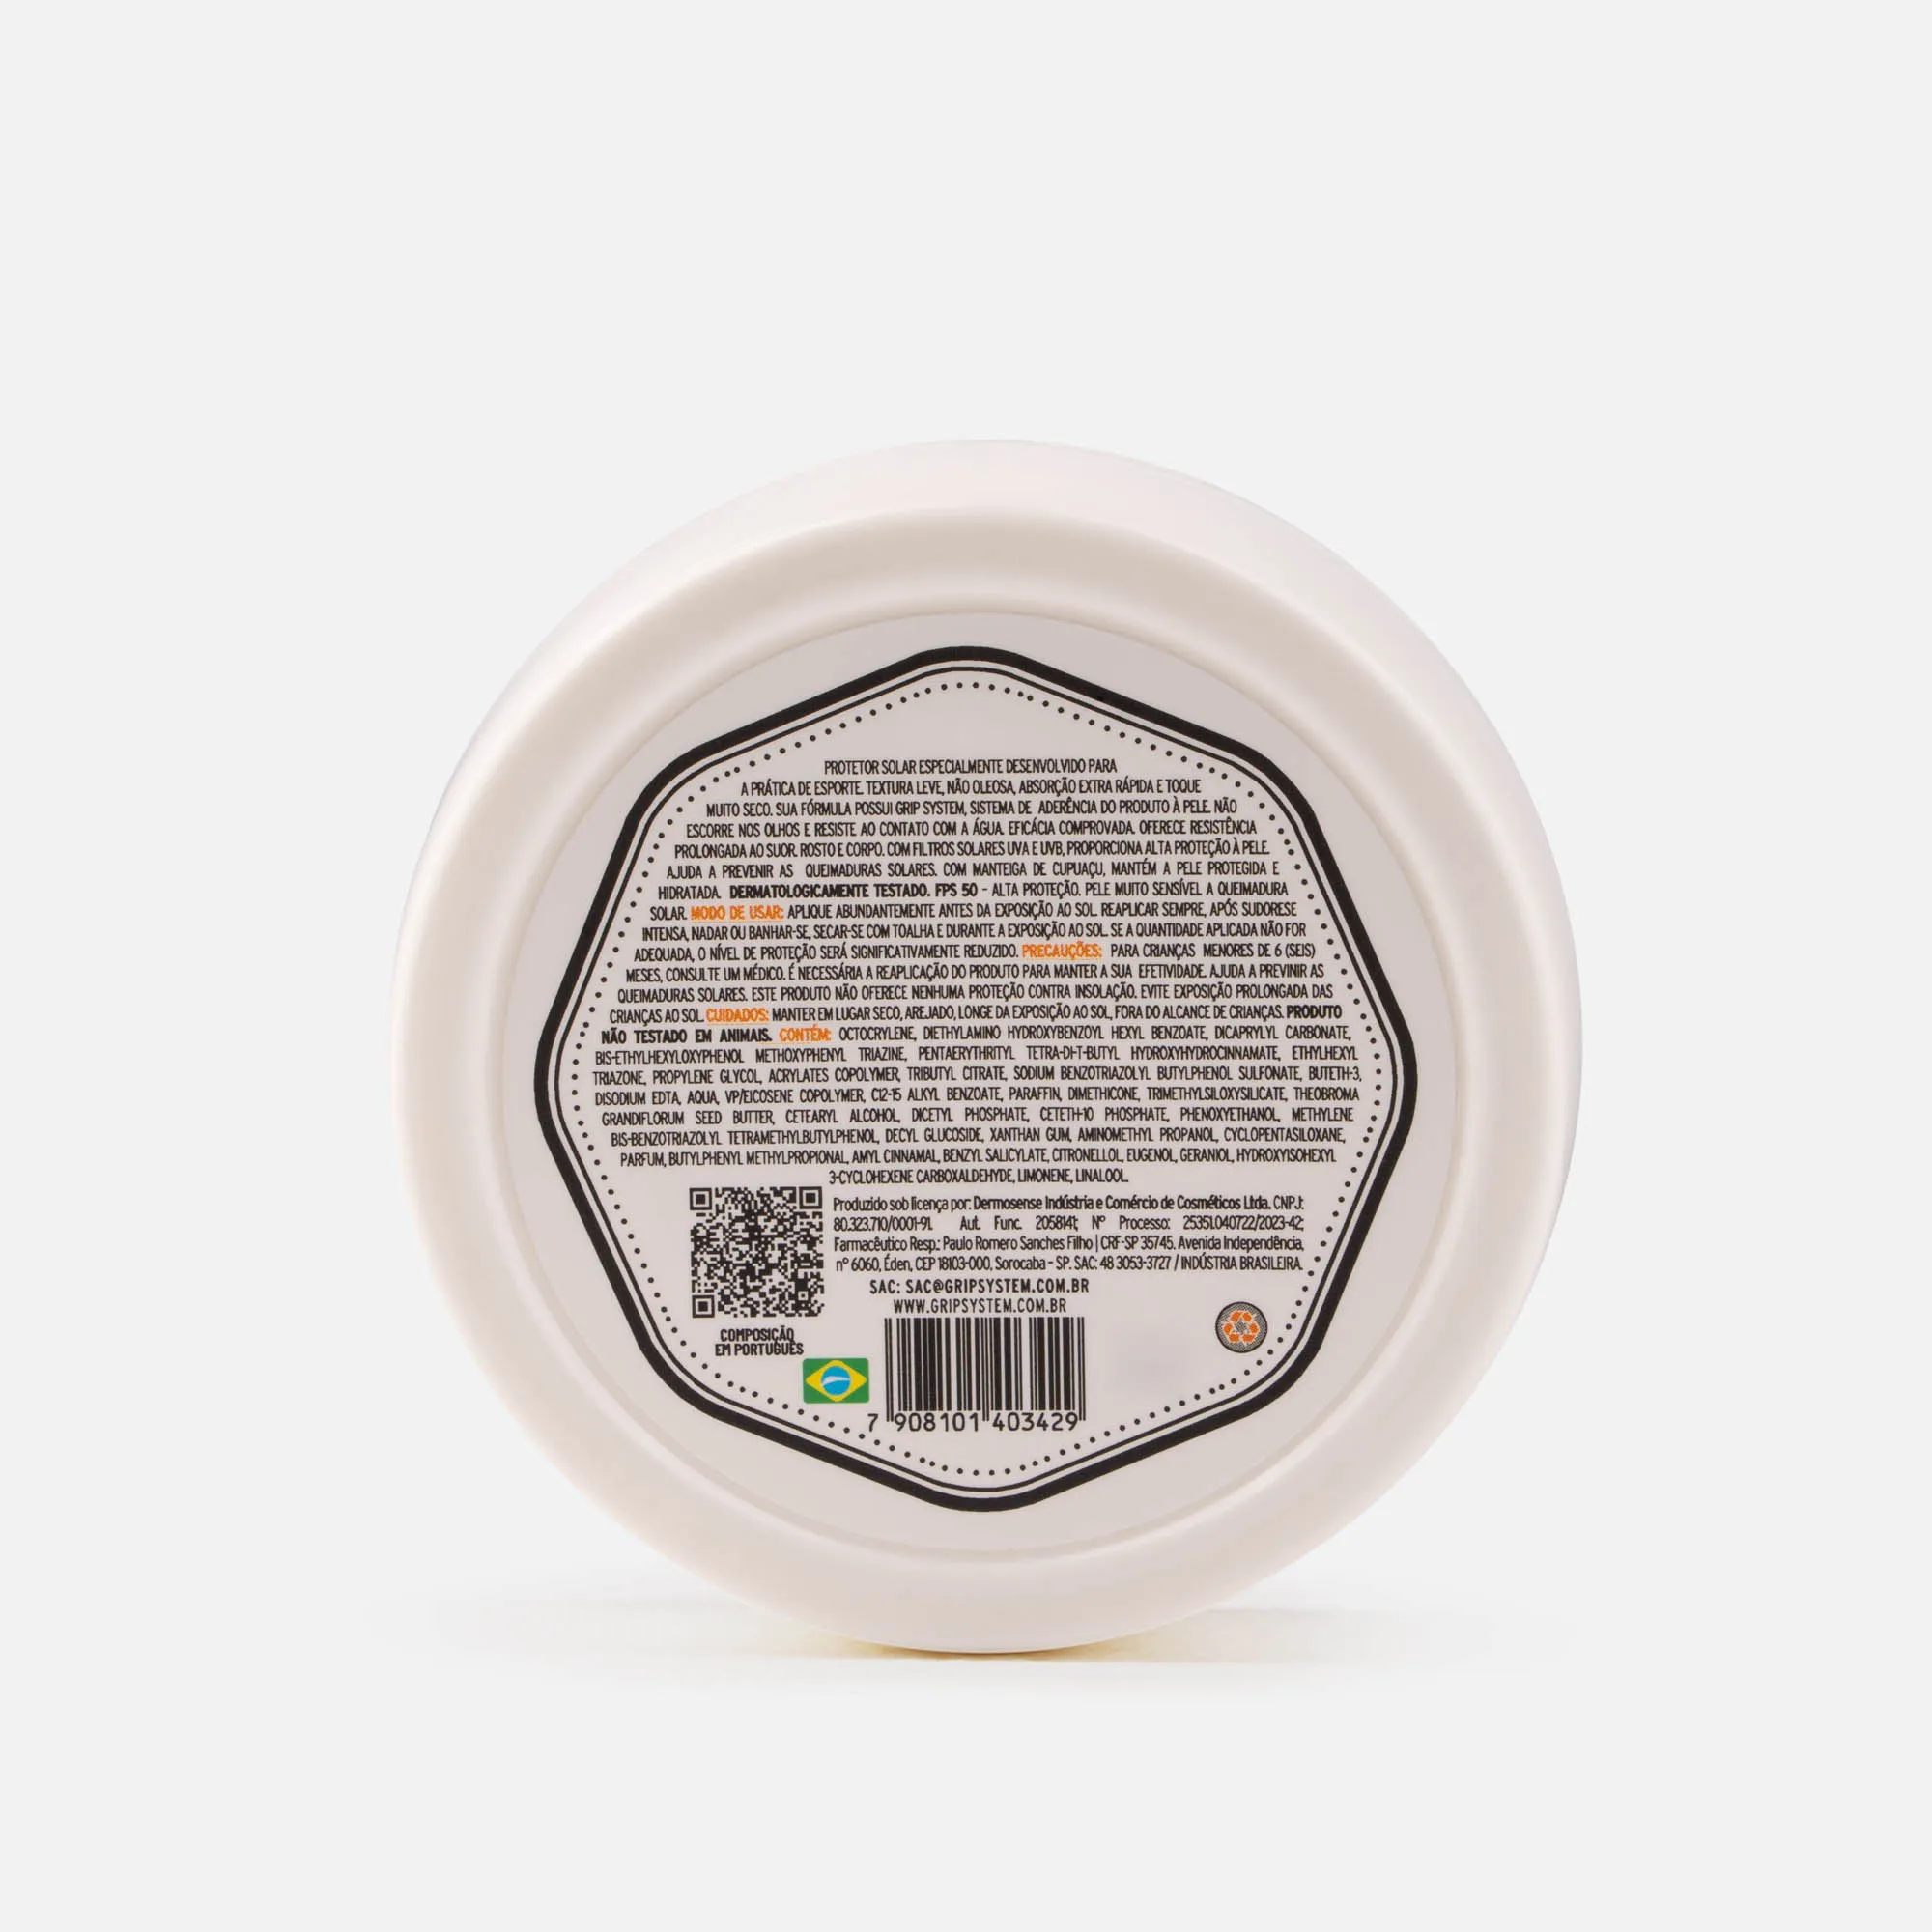 PROTETOR SOLAR ESPECIALMENTE DESENVOLVIDO PARA
A PRÁTICA DE ESPORTE. TEXTURA LEVE, NÃO OLEOSA, ABSORÇÃO EXTRA RÁPIDA E TOQUE
MUITO SECO. SUA FÓRMULA POSSUI GRIP SYSTEM, SISTEMA DE ADERÊNCIA DO PRODUTO À PELE. NÃO
ESCORRE NOS OLHOS E RESISTE AO CONTATO COM A ÁGUA. EFICÁCIA COMPROVADA. OFERECE RESISTÊNCIA
PROLONGADA AO SUOR. ROSTO E CORPO. COM FILTROS SOLARES UVA E UVB, PROPORCIONA ALTA PROTEÇÃO À PELE.
AJUDA A PREVENIR AS QUEIMADURAS SOLARES. COM MANTEIGA DE CUPUAÇU, MANTÉM A PELE PROTEGIDA E
HIDRATADA. DERMATOLOGICAMENTE TESTADO. FPS 50 - ALTA PROTEÇÃO. PELE MUITO SENSÍVEL A QUEIMADURA
SOLAR. MODO DE USAR: APLIQUE ABUNDANTEMENTE ANTES DA EXPOSIÇÃO AO SOL. REAPLICAR SEMPRE, APÓS SUDORESE
INTENSA, NADAR OU BANHAR-SE, SECAR-SE COM TOALHA E DURANTE A EXPOSIÇÃO AO SOL. SE A QUANTIDADE APLICADA NÃO FOR
ADEQUADA, O NÍVEL DE PROTEÇÃO SERÁ SIGNIFICATIVAMENTE REDUZIDO. PRECAUÇÕES: PARA CRIANÇAS MENORES DE 6 (SEIS)
MESES, CONSULTE UM MÉDICO. É NECESSÁRIA A REAPLICAÇÃO DO PRODUTO PARA MANTER A SUA EFETIVIDADE. AJUDA A PREVINIR AS
QUEIMADURAS SOLARES. ESTE PRODUTO NÃO OFERECE NENHUMA PROTEÇÃO CONTRA INSOLAÇÃO. EVITE EXPOSIÇÃO PROLONGADA DAS
CRIANÇAS AO SOL. CUIDADOS: MANTER EM LUGAR SECO, AREJADO, LONGE DA EXPOSIÇÃO AO SOL, FORA DO ALCANCE DE CRIANÇAS. PRODUTO
NÃO TESTADO EM ANIMAIS. CONTÉM: OCTOCRYLENE, DIETHYLAMINO HYDROXYBENZOYL HEXYL BENZOATE, DICAPRYLYL CARBONATE,
BIS-ETHYLHEXYLOXYPHENOL METHOXYPHENYL TRIAZINE, PENTAERYTHRITYL TETRA-DI-T-BUTYL HYDROXYHYDROCINNAMATE, ETHYLHEXYL
TRIAZONE, PROPYLENE GLYCOL, ACRYLATES COPOLYMER, TRIBUTYL CITRATE, SODIUM BENZOTRIAZOLYL BUTYLPHENOL SULFONATE, BUTETH-3,
DISODIUM EDTA, AQUA, VP/EICOSENE COPOLYMER, C12-15 ALKYL BENZOATE, PARAFFIN, DIMETHICONE, TRIMETHYLSILOXYSILICATE, THEOBROMA
GRANDIFLORUM SEED BUTTER, CETEARYL ALCOHOL, DICETYL PHOSPHATE, CETETH-10 PHOSPHATE, PHENOXYETHANOL, METHYLENE
BIS-BENZOTRIAZOLYL TETRAMETHYLBUTYLPHENOL, DECYL GLUCOSIDE, XANTHAN GUM, AMINOMETHYL PROPANOL, CYCLOPENTASILOXANE,
PARFUM, BUTYLPHENYL METHYLPROPIONAL, AMYL CINNAMAL, BENZYL SALICYLATE, CITRONELLOL, EUGENOL, GERANIOL, HYDROXYISOHEXYL
3-CYCLOHEXENE CARBOXALDEHYDE, LIMONENE, LINALOOL.
Produzido sob licença por: Dermosense Indústria e Comércio de Cosméticos Ltda. CNPJ:
80.323.710/0001-91. Aut. Func. 205814-1; Nº Processo: 25351.040722/2023-42;
Farmacêutico Resp.: Paulo Romero Sanches Filho | CRF-SP 35745. Avenida Independência,
nº 6060, Éden, CEP 18103-000, Sorocaba - SP. SAC: 48 3053-3727 / INDÚSTRIA BRASILEIRA.
SAC: SAC@GRIPSYSTEM.COM.BR
WWW.GRIPSYSTEM.COM.BR
COMPOSIÇÃO
EM PORTUGUÊS
7 908101 403429